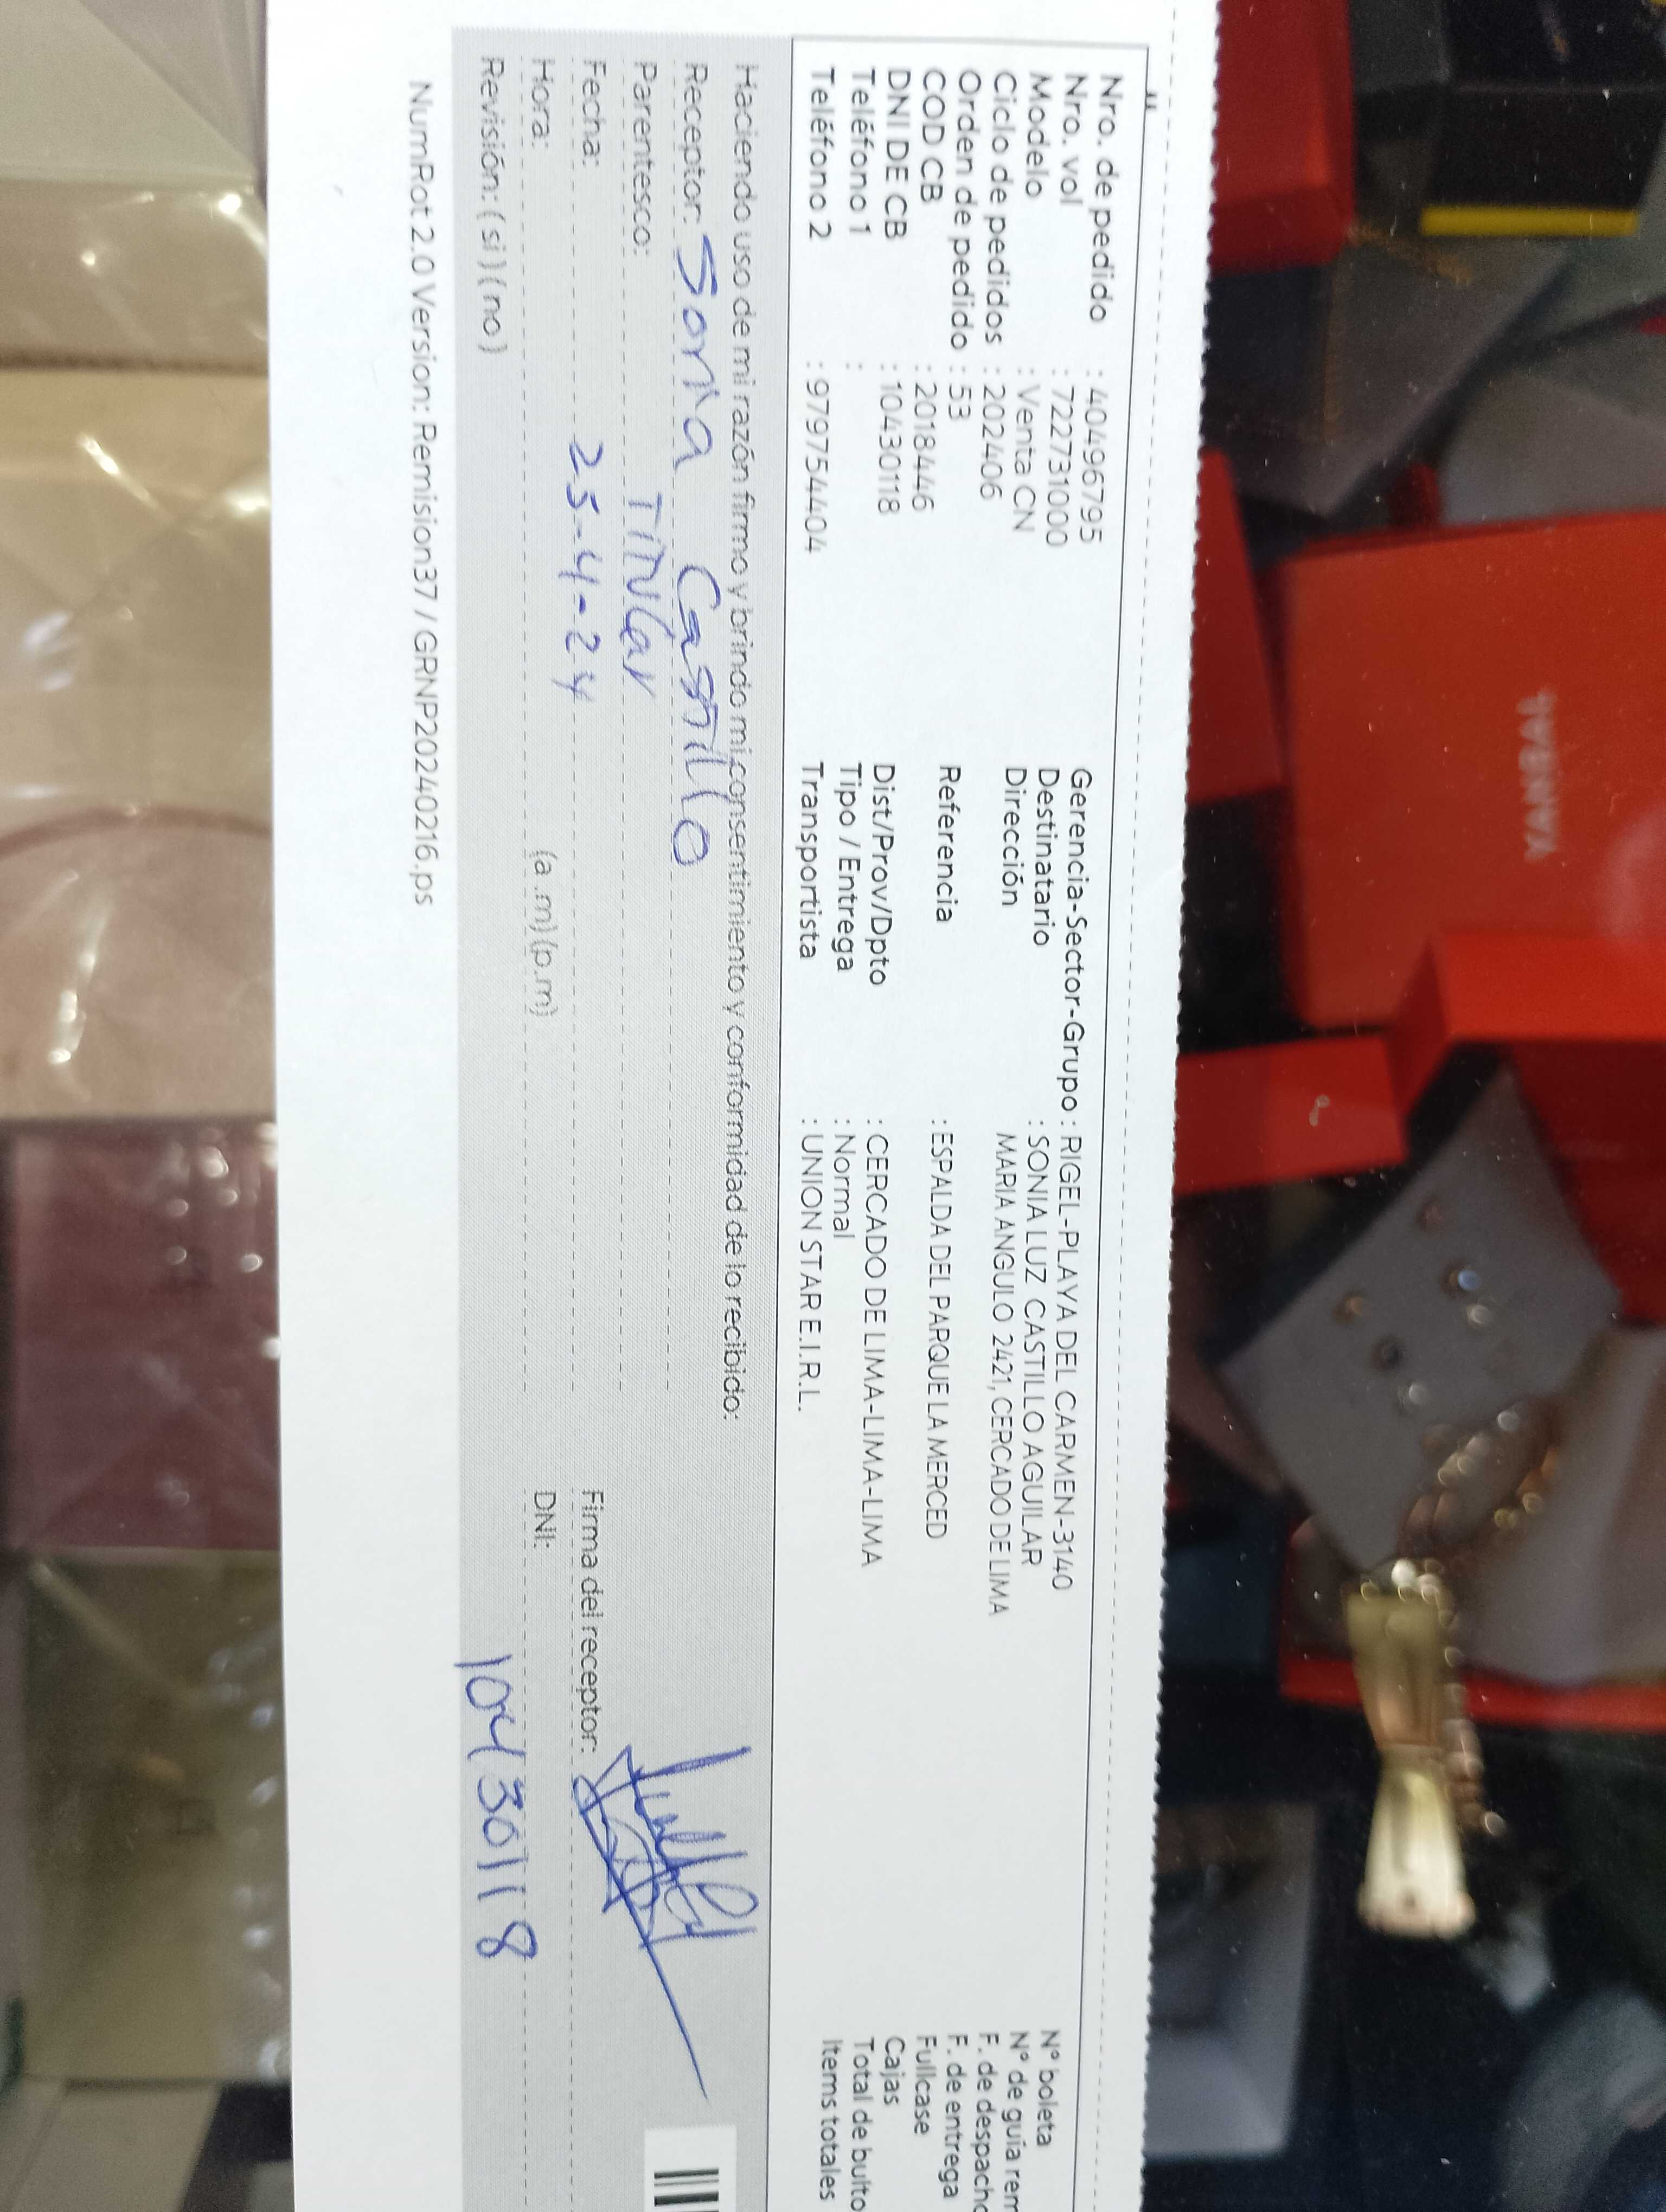 Nro. de pedido : 40496795
Nro. vol : 722731000
Modelo : Venta CN
Ciclo de pedidos : 202406
Orden de pedido : 53
COD CB : 2018446
DNI DE CB : 10430118
Teléfono 1 :
Teléfono 2 : 979754404
Gerencia-Sector-Grupo : RIGEL-PLAYA DEL CARMEN-3140
Destinatario : SONIA LUZ CASTILLO AGUILAR
Dirección MARIA ANGULO 2421, CERCADO DE LIMA
Referencia : ESPALDA DEL PARQUE LA MERCED
Dist/Prov/Dpto : CERCADO DE LIMA-LIMA-LIMA
Tipo / Entrega : Normal
Transportista : UNION STAR E.I.R.L.
N° boleta
N° de guía rem
F. de despacho
F. de entrega
Fullcase
Cajas
Total de bulto
Items totales
Haciendo uso de mi razón firmo y brindo mi consentimiento y conformidad de lo recibido:
Receptor: Sonia Castillo
Parentesco: TiTULar
Fecha: 25-4-24
Hora: (a .m) (p.m)
Revisión: ( si ) ( no )
Firma del receptor:
DNI: 10430118
NumRot 2.0 Version: Remision37 / GRNP20240216.ps
YANBAL